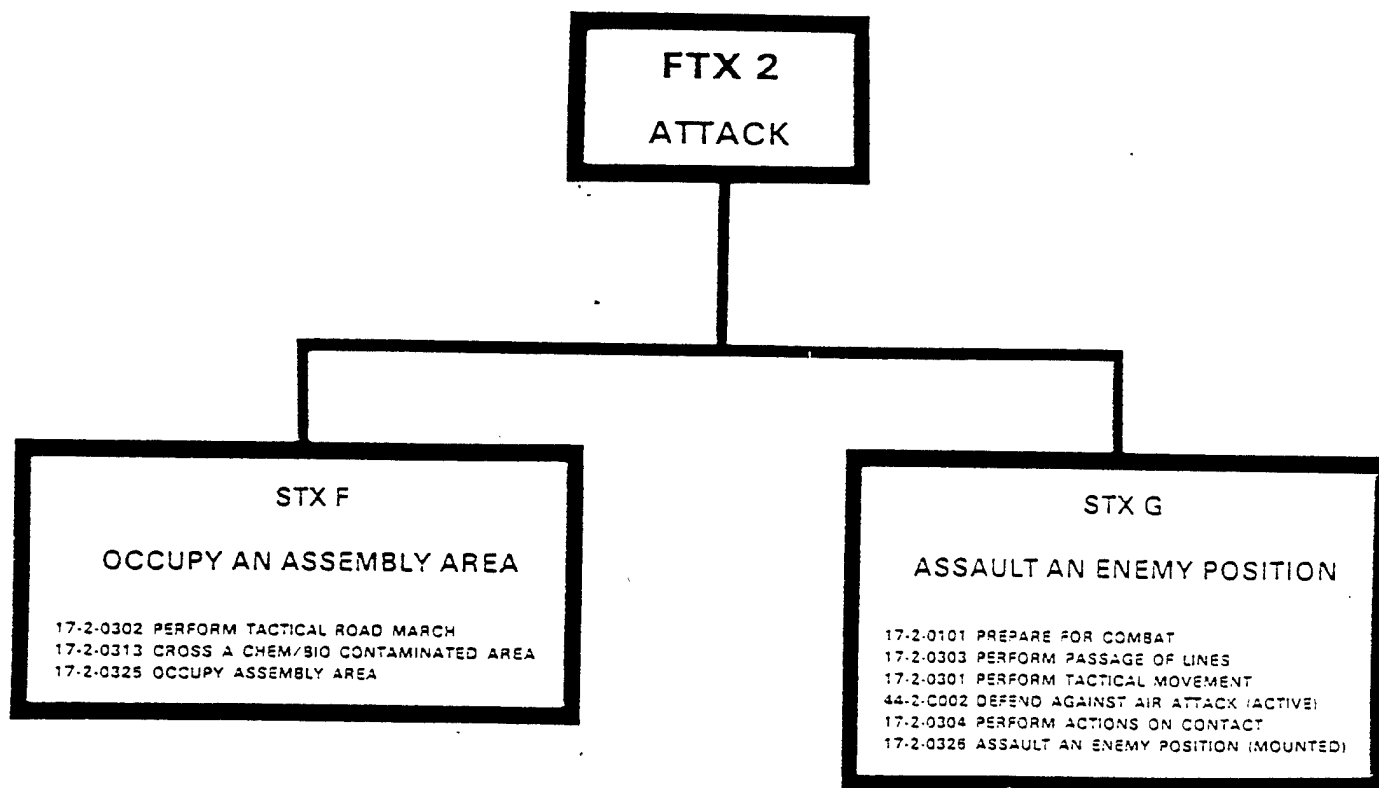 FTX 2
ATTACK
STX F
OCCUPY AN ASSEMBLY AREA
17-2-0302 PERFORM TACTICAL ROAD MARCH
17-2-0313 CROSS A CHEM/BIO CONTAMINATED AREA
17-2-0325 OCCUPY ASSEMBLY AREA
STX G
ASSAULT AN ENEMY POSITION
17-2-0101 PREPARE FOR COMBAT
17-2-0303 PERFORM PASSAGE OF LINES
17-2-0301 PERFORM TACTICAL MOVEMENT
44-2-C002 DEFEND AGAINST AIR ATTACK (ACTIVE)
17-2-0304 PERFORM ACTIONS ON CONTACT
17-2-0326 ASSAULT AN ENEMY POSITION (MOUNTED)